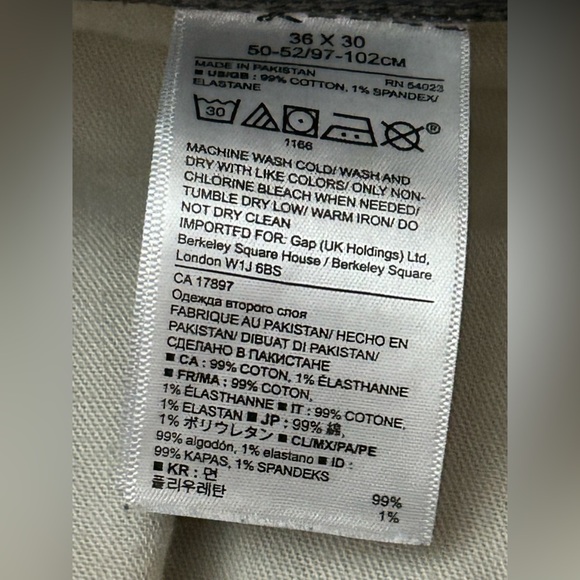 36 X 30
50-52/97-102CM
MADE IN PAKISTAN RN 54023
■ US/GB : 99% COTTON, 1% SPANDEX/
ELASTANE
30 ®
1166
MACHINE WASH COLD/ WASH AND
DRY WITH LIKE COLORS/ ONLY NON-
CHLORINE BLEACH WHEN NEEDED/
TUMBLE DRY LOW/ WARM IRON/ DO
NOT DRY CLEAN
IMPORTED FOR: Gap (UK Holdings) Ltd,
Berkeley Square House / Berkeley Square
London W1J 6BS
CA 17897
Одежда второго слоя
FABRIQUE AU PAKISTAN/ HECHO EN
PAKISTAN/ DIBUAT DI PAKISTAN/
СДЕЛАНО В ПАКИСТАНЕ
■ CA : 99% COTON, 1% ÉLASTHANNE
■ FR/MA : 99% COTON,
1% ÉLASTHANNE ■ IT : 99% COTONE,
1% ELASTAN ■ JP : 99% 綿,
1% ポリウレタン ■ CL/MX/PA/PE
99% algodón, 1% elastano ■ ID :
99% KAPAS, 1% SPANDEKS
■ KR : 면 99%
폴리우레탄 1%